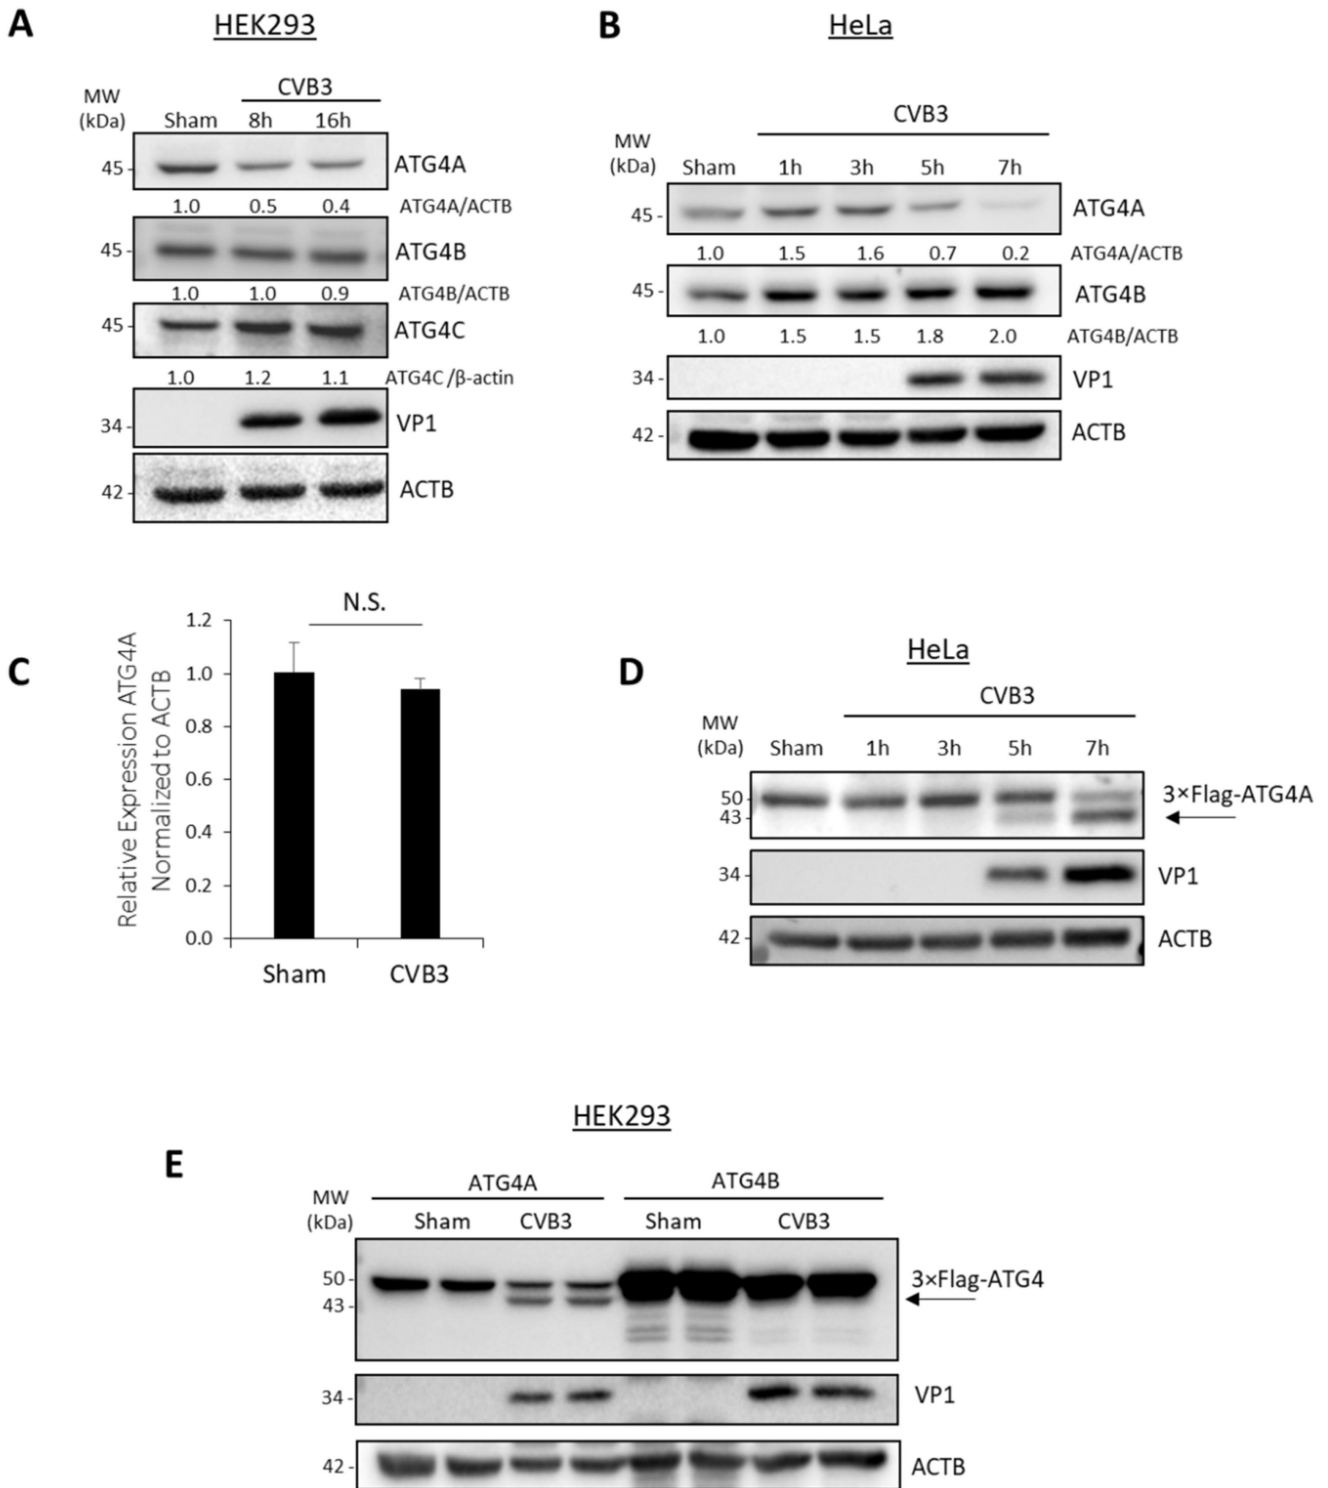 A
HEK293
MW
(kDa)
CVB3
Sham 8h 16h
45 - ATG4A
1.0 0.5 0.4 ATG4A/ACTB
45 - ATG4B
1.0 1.0 0.9 ATG4B/ACTB
45 - ATG4C
1.0 1.2 1.1 ATG4C/β-actin
34 - VP1
42 - ACTB
B
HeLa
CVB3
MW
(kDa)
Sham 1h 3h 5h 7h
45 - ATG4A
1.0 1.5 1.6 0.7 0.2 ATG4A/ACTB
45 - ATG4B
1.0 1.5 1.5 1.8 2.0 ATG4B/ACTB
34 - VP1
42 - ACTB
C
Relative Expression ATG4A
Normalized to ACTB
N.S.
1.2
1.0
0.8
0.6
0.4
0.2
0.0
Sham CVB3
D
HeLa
CVB3
MW
(kDa)
Sham 1h 3h 5h 7h
50 - 3×Flag-ATG4A
43 -
34 - VP1
42 - ACTB
E
HEK293
ATG4A ATG4B
MW
(kDa)
Sham CVB3 Sham CVB3
50 - 3×Flag-ATG4
43 -
34 - VP1
42 - ACTB